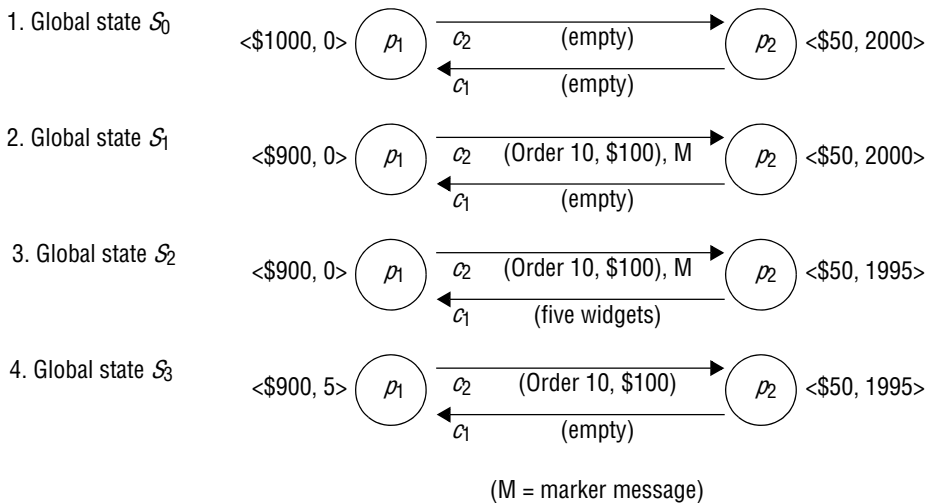 1. Global state S0
<$1000, 0> p1 c2 (empty) p2 <$50, 2000>
c1 (empty)
2. Global state S1
<$900, 0> p1 c2 (Order 10, $100), M p2 <$50, 2000>
c1 (empty)
3. Global state S2
<$900, 0> p1 c2 (Order 10, $100), M p2 <$50, 1995>
c1 (five widgets)
4. Global state S3
<$900, 5> p1 c2 (Order 10, $100) p2 <$50, 1995>
c1 (empty)
(M = marker message)